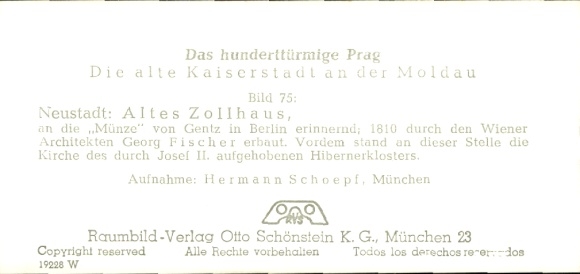 Das hunderttürmige Prag
Die alte Kaiserstadt an der Moldau
Bild 75:
Neustadt: Altes Zollhaus,
an die „Münze" von Gentz in Berlin erinnernd; 1810 durch den Wiener
Architekten Georg Fischer erbaut. Vordem stand an dieser Stelle die
Kirche des durch Josef II. aufgehobenen Hibernerklosters.
Aufnahme: Hermann Schoepf, München
Raumbild-Verlag Otto Schönstein K. G., München 23
Copyright reserved Alle Rechte vorbehalten Todos los derechos
19228 W